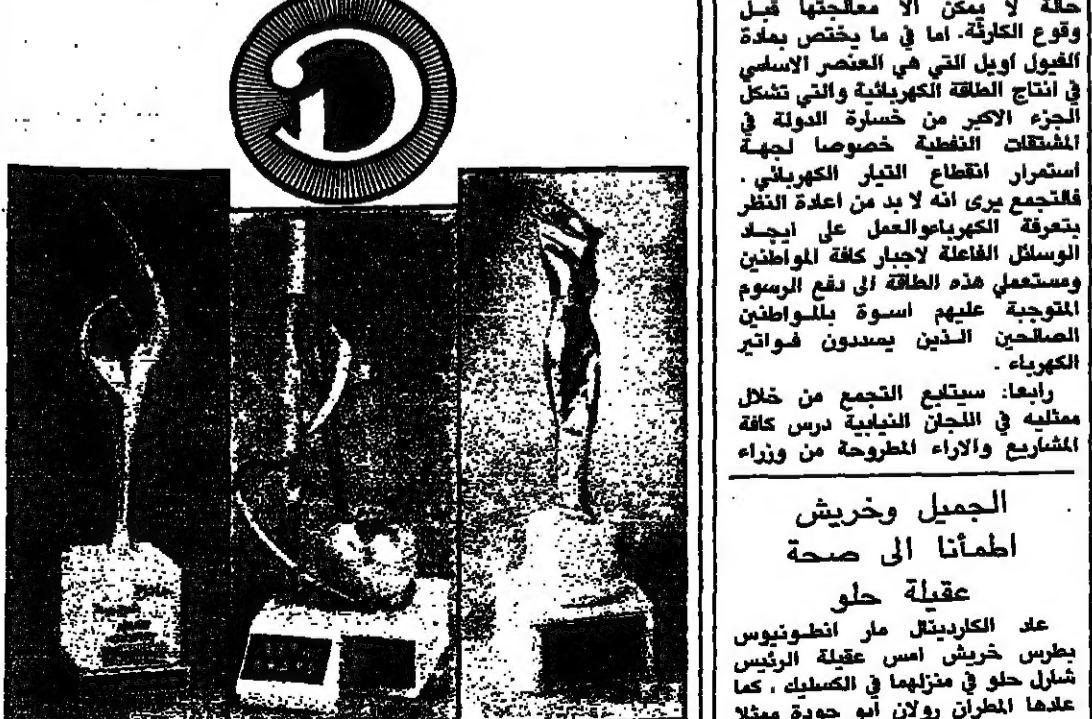 حالة لا يمكن الا معالجتها قبل
وقوع الكارثة. اما في ما يختص بمادة
الفيول اويل التي هي العنصر الاساسي
في انتاج الطاقة الكهربائية والتي تشكل
الجزء الاكبر من خسارة الدولة في
المشتقات النفطية خصوصا لجهة
استمرار انقطاع التيار الكهربائي.
فالتجمع يرى انه لا بد من اعادة النظر
بتعرفة الكهرباءوالعمل على ايجاد
الوسائل الفاعلة لاجبار كافة المواطنين
ومستعملي هذه الطاقة الى دفع الرسوم
المتوجبة عليهم اسوة بالمواطنين
الصالحين الذين يسددون فواتير
الكهرباء.
رابعا: سيتابع التجمع من خلال
ممثليه في اللجان النيابية درس كافة
المشاريع والاراء المطروحة من وزراء
الجميل وخريش
اطمأنا الى صحة
عقيلة حلو
عاد الكاردينال مار انطونيوس
بطرس خريش امس عقيلة الرئيس
شارل حلو في منزلهما في الكسليك، كما
عادها المطران رولان أبو جودة ممثلا